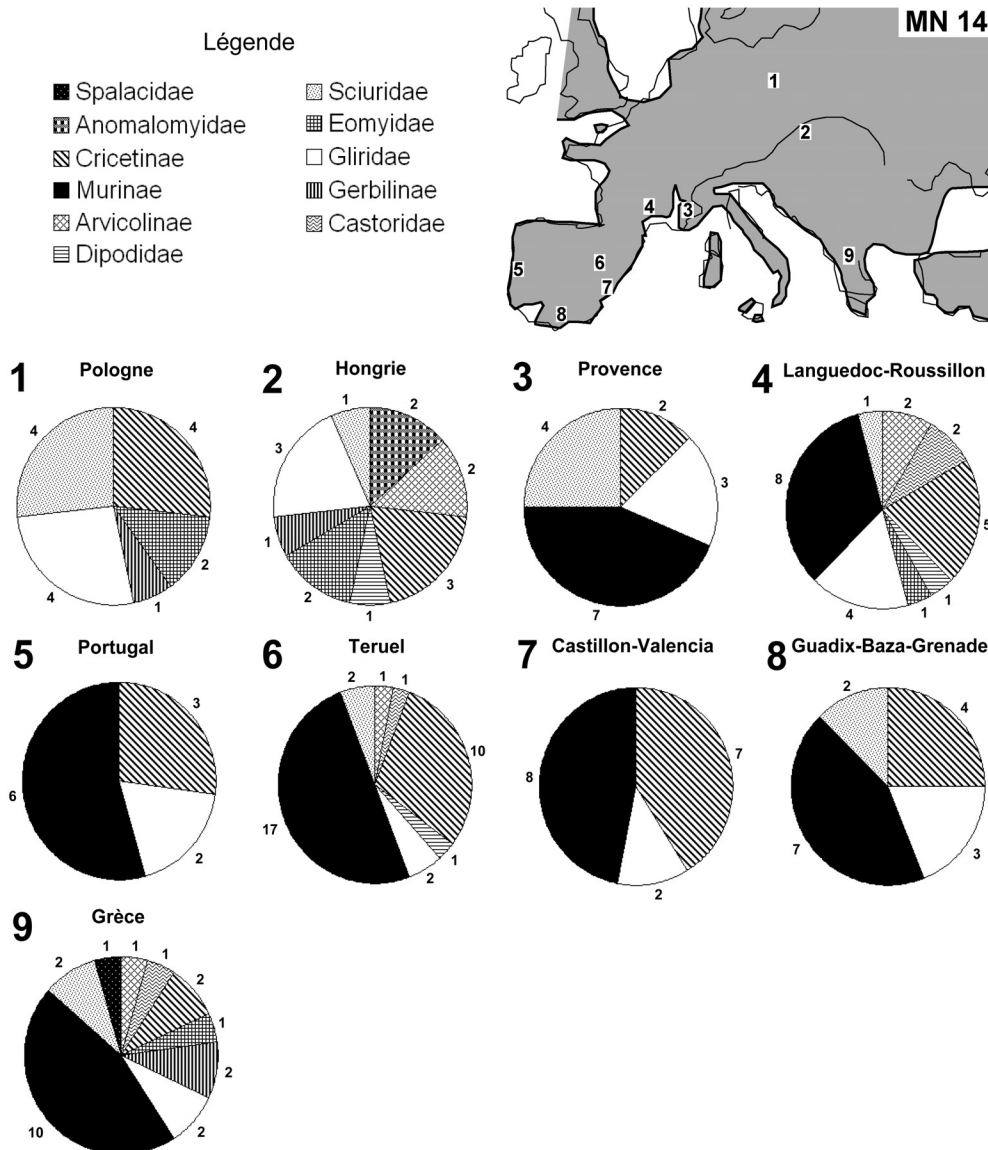 MN 14
Légende
Spalacidae
Anomalomyidae
Cricetinae
Murinae
Arvicolinae
Dipodidae
Sciuridae
Eomyidae
Gliridae
Gerbilinae
Castoridae
1
2
3
4
5
6
7
8
9
1 Pologne
4
2
1
4
4
2 Hongrie
2
2
3
1
2
1
3
1
3 Provence
2
3
7
4
4 Languedoc-Roussillon
2
2
5
1
1
4
8
1
5 Portugal
3
2
6
6 Teruel
1
1
10
1
2
17
2
7 Castillon-Valencia
7
2
8
8 Guadix-Baza-Grenade
4
3
7
2
9 Grèce
1
1
2
1
2
2
10
2
1